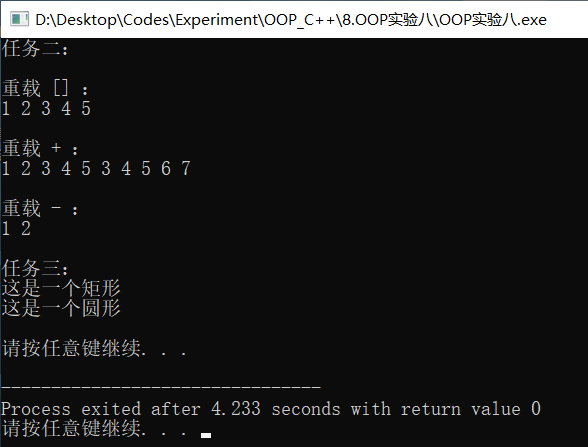 D:\Desktop\Codes\Experiment\OOP_C++\8.OOP实验八\OOP实验八.exe
任务二：
重载 [] ：
1 2 3 4 5
重载 + ：
1 2 3 4 5 3 4 5 6 7
重载 - ：
1 2
任务三：
这是一个矩形
这是一个圆形
请按任意键继续. . .
--------------------------------
Process exited after 4.233 seconds with return value 0
请按任意键继续. . .